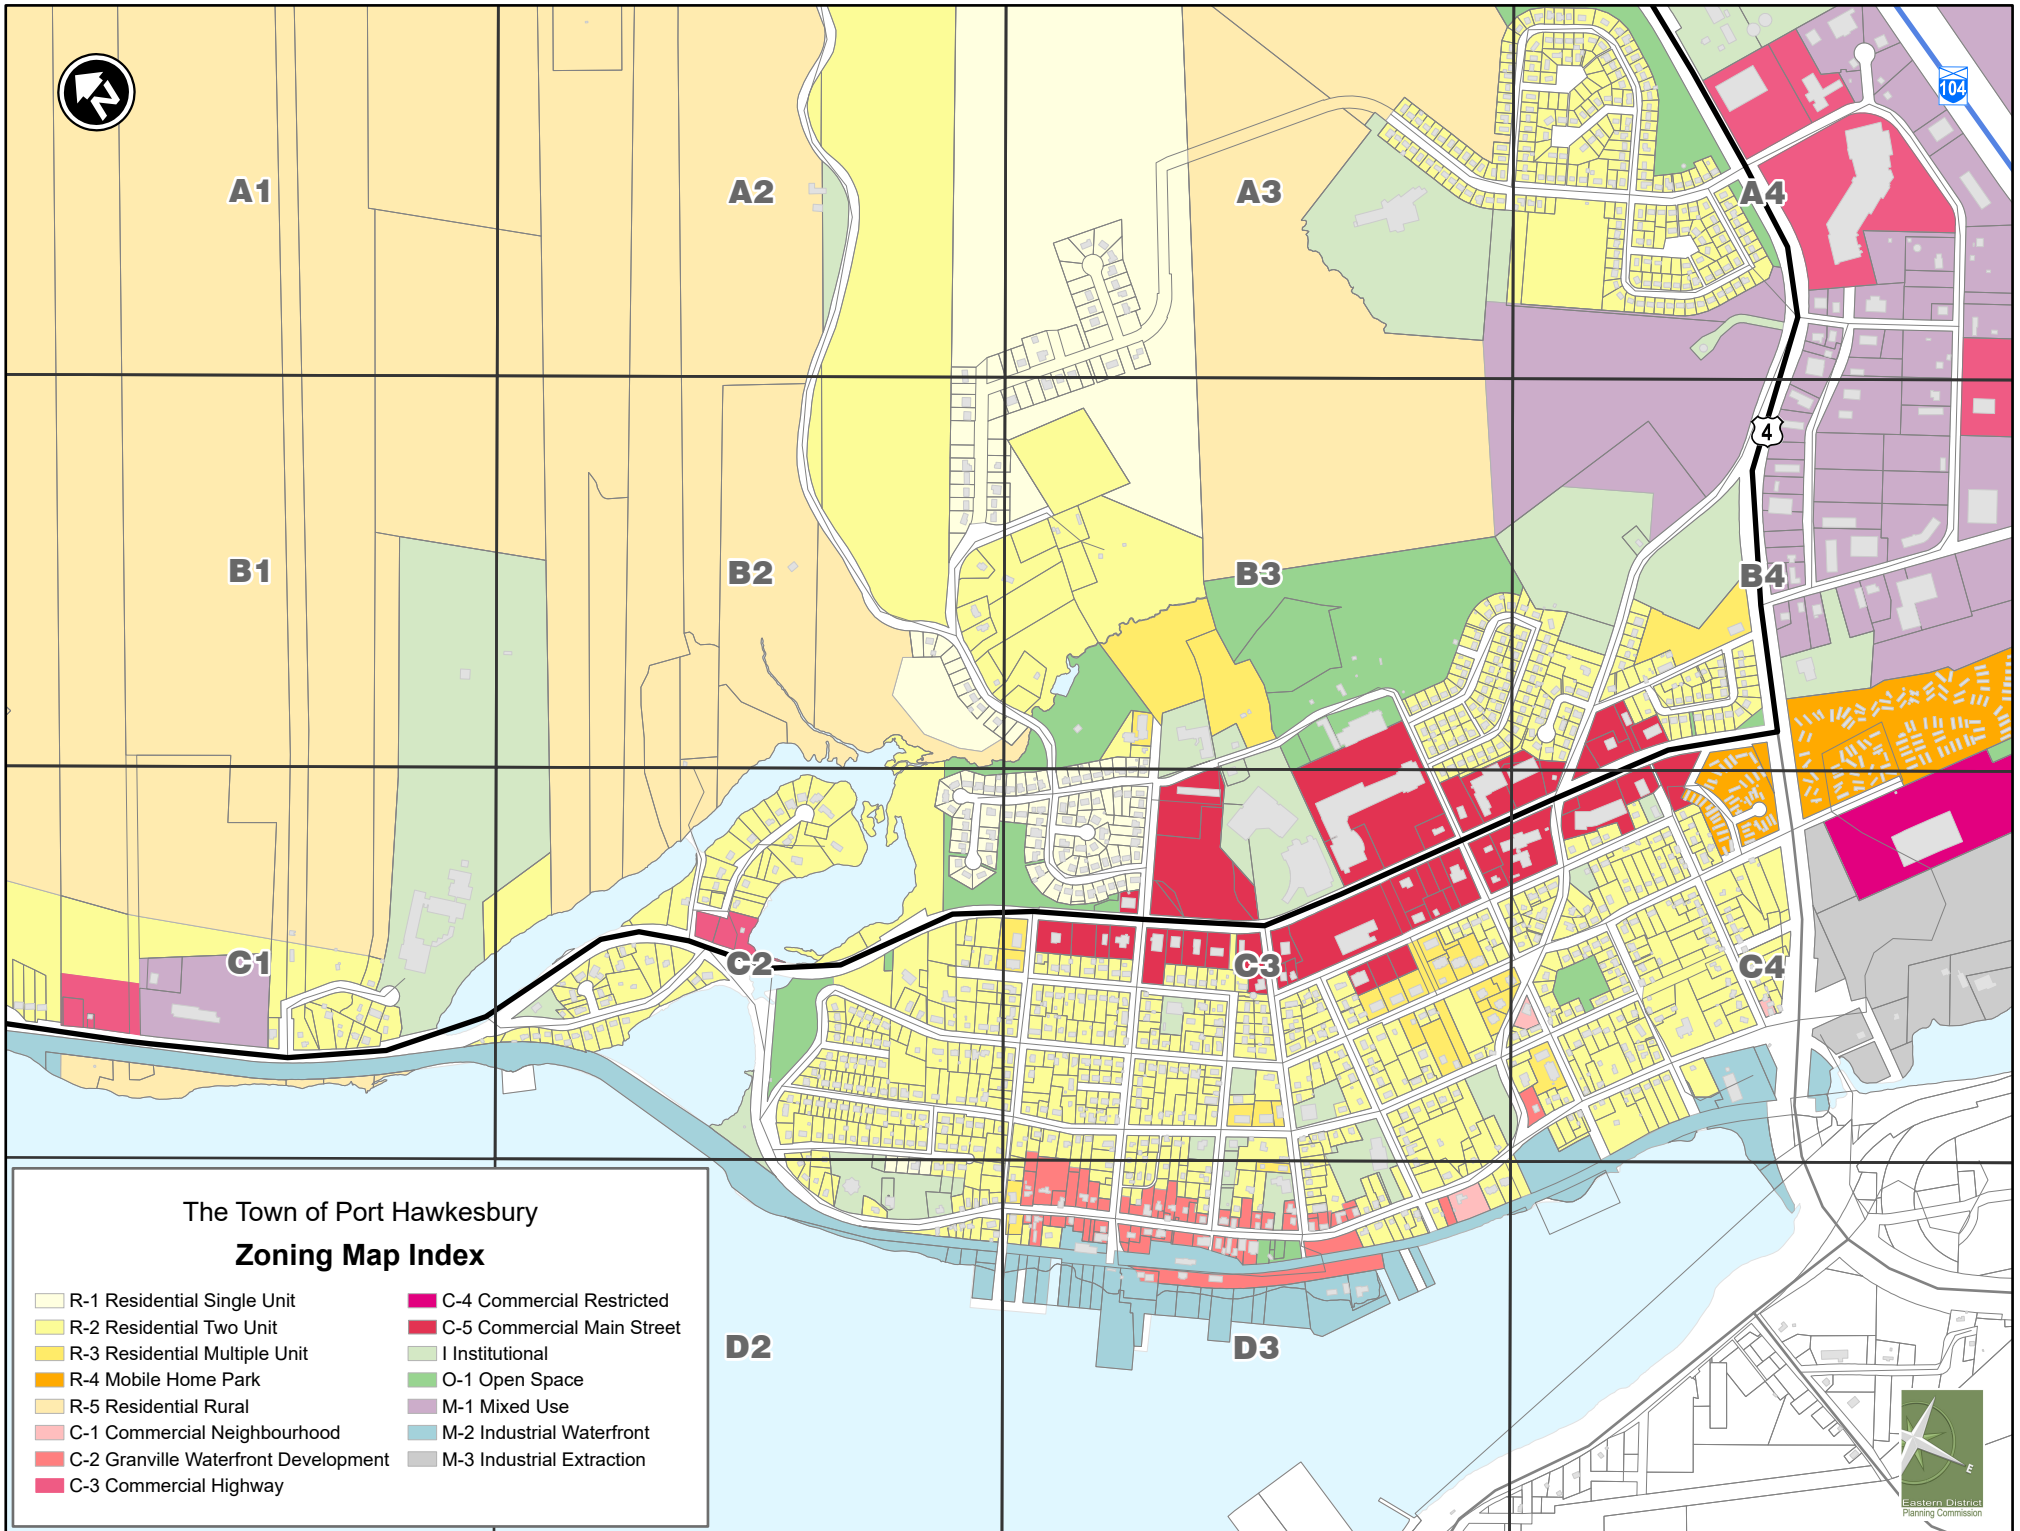 N
104
A1
A2
A3
A4
4
B1
B2
B3
B4
C1
C2
C3
C4
D2
D3
The Town of Port Hawkesbury
Zoning Map Index
R-1 Residential Single Unit
R-2 Residential Two Unit
R-3 Residential Multiple Unit
R-4 Mobile Home Park
R-5 Residential Rural
C-1 Commercial Neighbourhood
C-2 Granville Waterfront Development
C-3 Commercial Highway
C-4 Commercial Restricted
C-5 Commercial Main Street
I Institutional
O-1 Open Space
M-1 Mixed Use
M-2 Industrial Waterfront
M-3 Industrial Extraction
E
Eastern District
Planning Commission